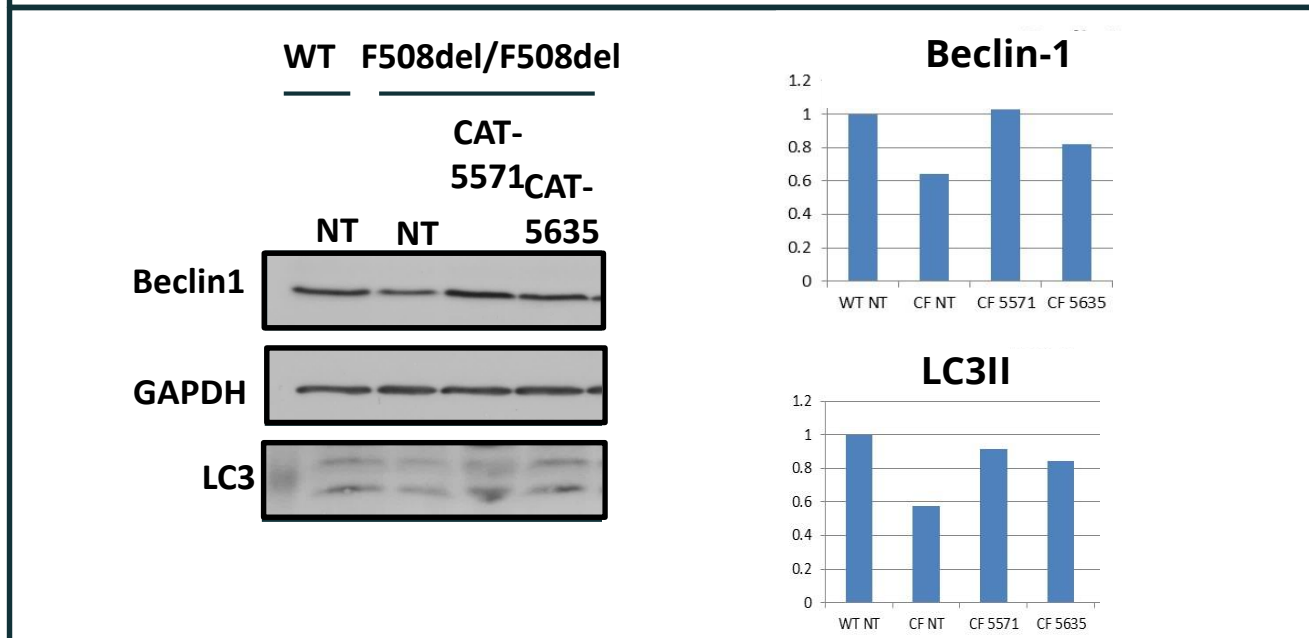 WT F508del/F508del
CAT-
5571
CAT-
5635
NT NT
Beclin1
GAPDH
LC3
Beclin-1
1.2
1
0.8
0.6
0.4
0.2
0
WT NT CF NT CF 5571 CF 5635
LC3II
1.2
1
0.8
0.6
0.4
0.2
0
WT NT CF NT CF 5571 CF 5635